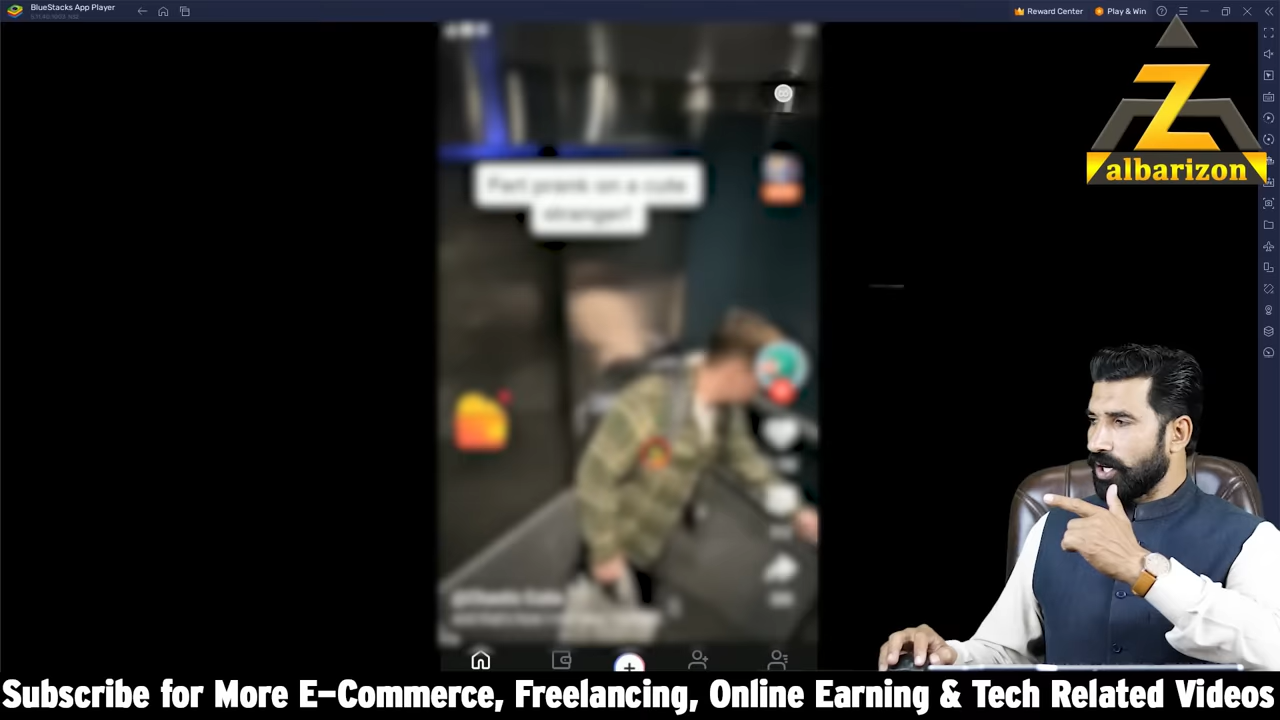 BlueStacks App Player
Reward Center
Play & Win
Fart prank on a cute
stranger!
albarizon
Subscribe for More E-Commerce, Freelancing, Online Earning & Tech Related Videos